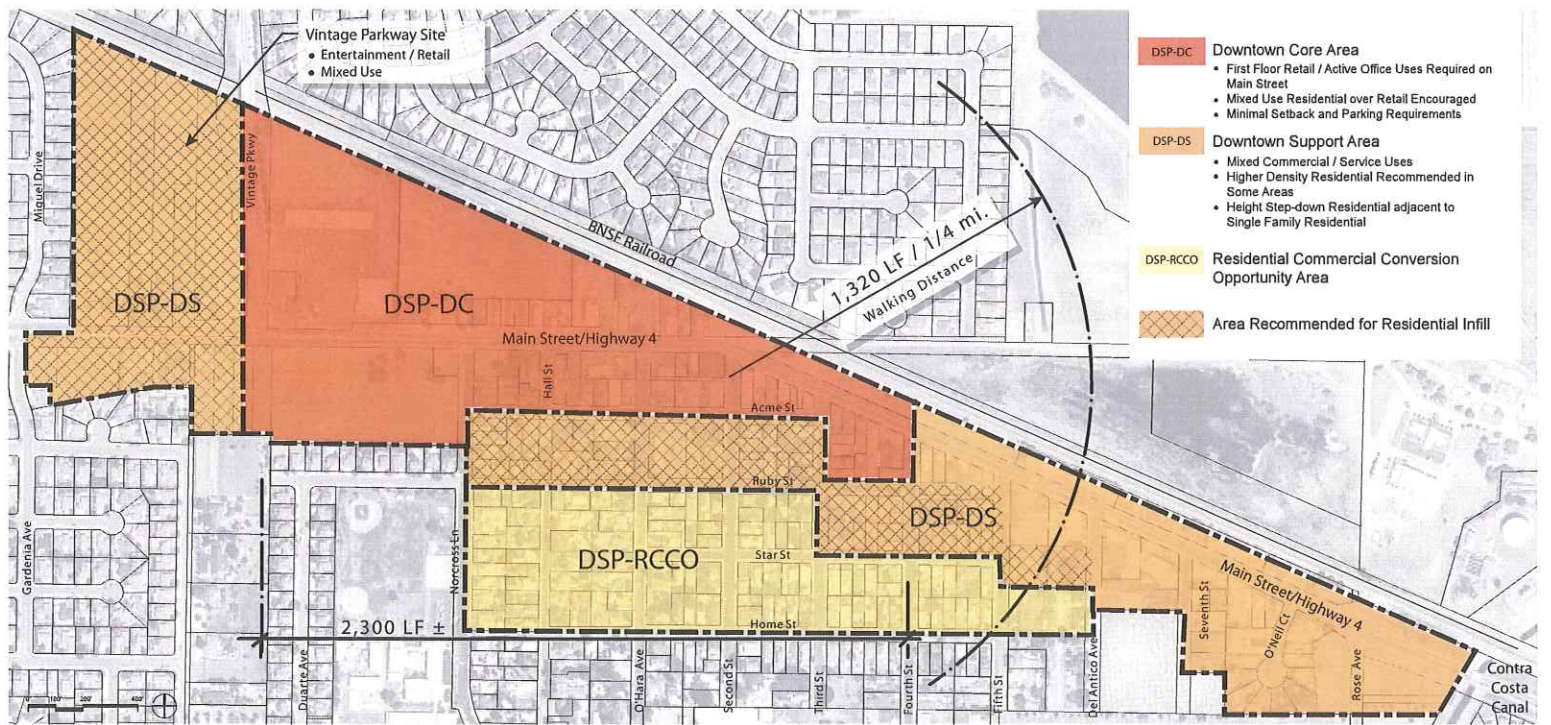 Vintage Parkway Site
• Entertainment / Retail
• Mixed Use
DSP-DC
Downtown Core Area
• First Floor Retail / Active Office Uses Required on
Main Street
• Mixed Use Residential over Retail Encouraged
• Minimal Setback and Parking Requirements
DSP-DS
Downtown Support Area
• Mixed Commercial / Service Uses
• Higher Density Residential Recommended in
Some Areas
• Height Step-down Residential adjacent to
Single Family Residential
DSP-RCCO
Residential Commercial Conversion
Opportunity Area
Area Recommended for Residential Infill
Miguel Drive
Vintage Pkwy
BNSF Railroad
1,320 LF / 1/4 mi.
Walking Distance
DSP-DS
DSP-DC
Main Street/Highway 4
Hall St
Acme St
Ruby St
DSP-DS
DSP-RCCO
Star St
Home St
Gardenia Ave
Norcross Ln
2,300 LF ±
Duarte Ave
O'Hara Ave
Second St
Third St
Fourth St
Fifth St
Del Antico Ave
Seventh St
O'Neil Ct
Main Street/Highway 4
Rose Ave
Contra
Costa
Canal
0' 100' 200' 400'